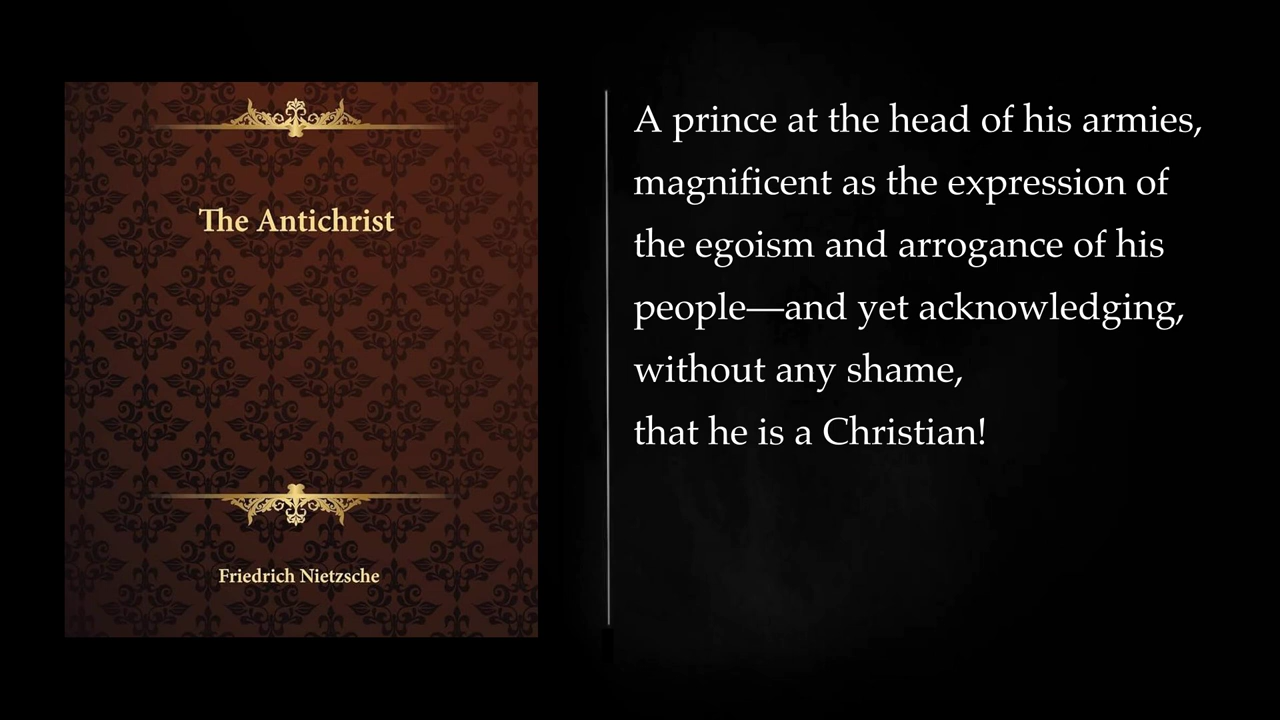 The Antichrist
Friedrich Nietzsche
A prince at the head of his armies,
magnificent as the expression of
the egoism and arrogance of his
people—and yet acknowledging,
without any shame,
that he is a Christian!